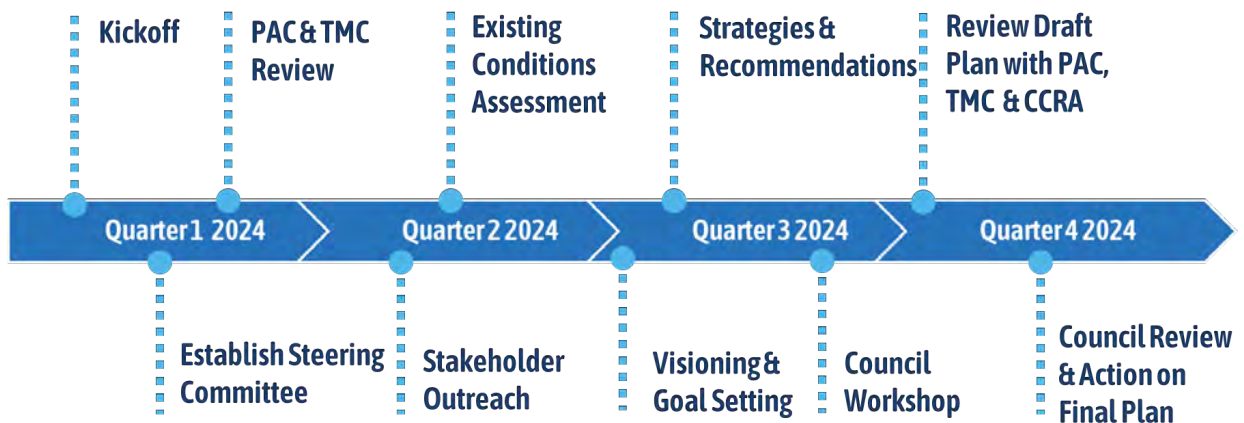 Kickoff
PAC & TMC
Review
Existing
Conditions
Assessment
Strategies &
Recommendations
Review Draft
Plan with PAC,
TMC & CCRA
Quarter 1 2024
Quarter 2 2024
Quarter 3 2024
Quarter 4 2024
Establish Steering
Committee
Stakeholder
Outreach
Visioning &
Goal Setting
Council
Workshop
Council Review
& Action on
Final Plan